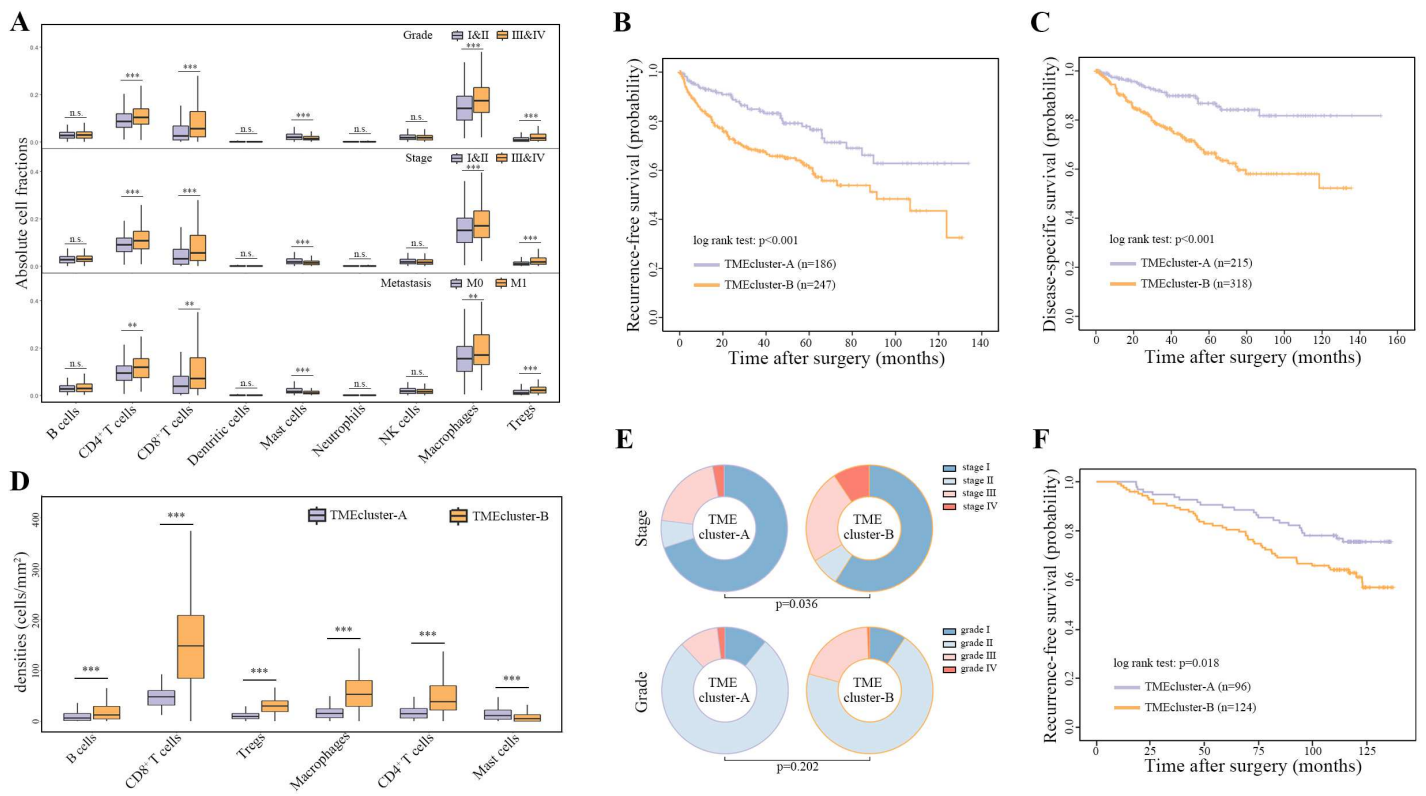 A
Absolute cell fractions
Grade I&II III&IV
0.4
0.2
0.0
n.s.
***
***
n.s.
***
n.s.
n.s.
***
***
Stage I&II III&IV
0.4
0.2
0.0
n.s.
***
***
n.s.
***
n.s.
n.s.
***
***
Metastasis M0 M1
0.4
0.2
0.0
n.s.
**
**
n.s.
***
n.s.
n.s.
**
***
B cells
CD4+ T cells
CD8+ T cells
Dentritic cells
Mast cells
Neutrophils
NK cells
Macrophages
Tregs
B
Recurrence-free survival (probability)
1.0
0.8
0.6
0.4
0.2
0.0
log rank test: p<0.001
TMEcluster-A (n=186)
TMEcluster-B (n=247)
0 20 40 60 80 100 120 140
Time after surgery (months)
C
Disease-specific survival (probability)
1.0
0.8
0.6
0.4
0.2
0.0
log rank test: p<0.001
TMEcluster-A (n=215)
TMEcluster-B (n=318)
0 20 40 60 80 100 120 140 160
Time after surgery (months)
D
densities (cells/mm²)
400
300
200
100
0
TMEcluster-A TMEcluster-B
***
***
***
***
***
***
B cells
CD8+ T cells
Tregs
Macrophages
CD4+ T cells
Mast cells
E
Stage
TME
cluster-A
TME
cluster-B
stage I
stage II
stage III
stage IV
p=0.036
Grade
TME
cluster-A
TME
cluster-B
grade I
grade II
grade III
grade IV
p=0.202
F
Recurrence-free survival (probability)
1.0
0.8
0.6
0.4
0.2
0.0
log rank test: p=0.018
TMEcluster-A (n=96)
TMEcluster-B (n=124)
0 25 50 75 100 125
Time after surgery (months)